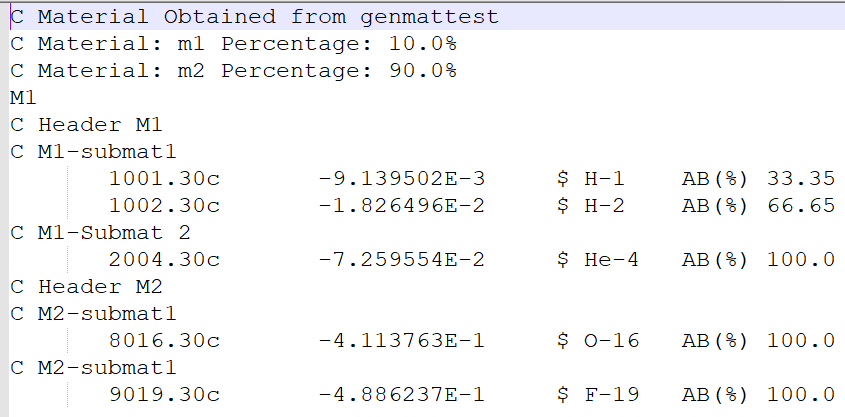 C Material Obtained from genmattest
C Material: m1 Percentage: 10.0%
C Material: m2 Percentage: 90.0%
M1
C Header M1
C M1-submat1
1001.30c -9.139502E-3 $ H-1 AB(%) 33.35
1002.30c -1.826496E-2 $ H-2 AB(%) 66.65
C M1-Submat 2
2004.30c -7.259554E-2 $ He-4 AB(%) 100.0
C Header M2
C M2-submat1
8016.30c -4.113763E-1 $ O-16 AB(%) 100.0
C M2-submat1
9019.30c -4.886237E-1 $ F-19 AB(%) 100.0